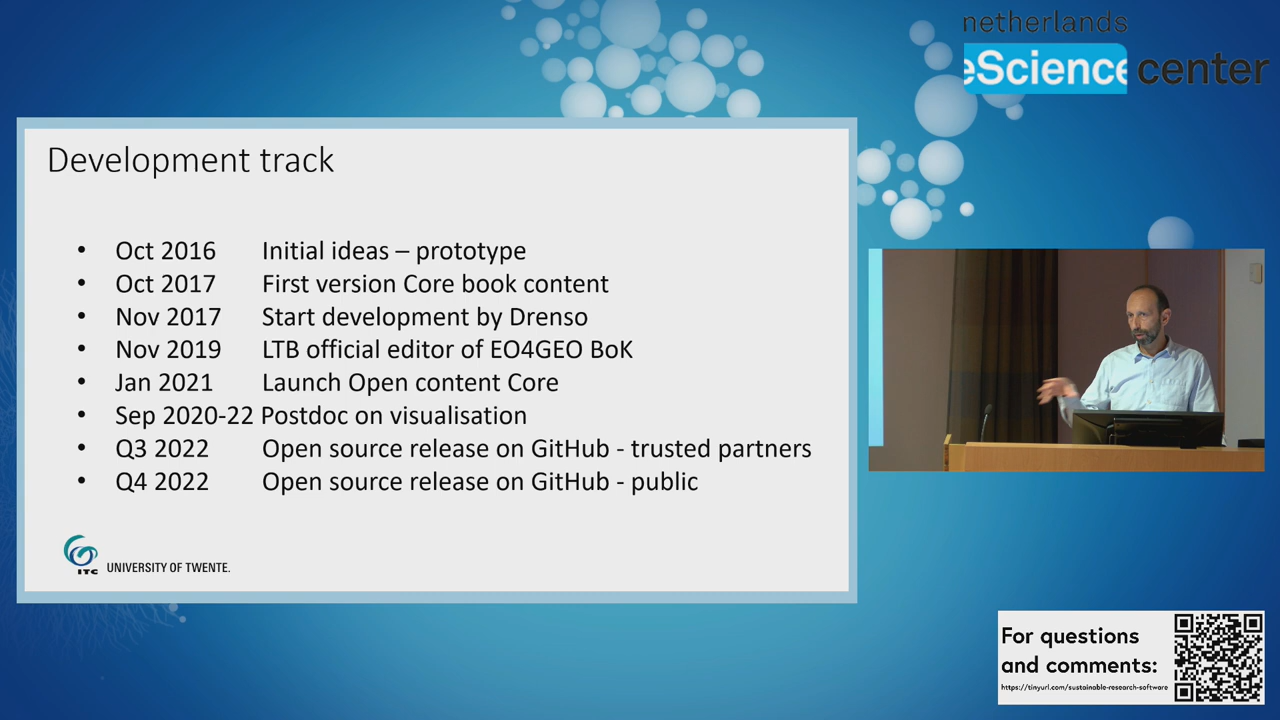 netherlands
eScience center
Development track
• Oct 2016 Initial ideas – prototype
• Oct 2017 First version Core book content
• Nov 2017 Start development by Drenso
• Nov 2019 LTB official editor of EO4GEO BoK
• Jan 2021 Launch Open content Core
• Sep 2020-22 Postdoc on visualisation
• Q3 2022 Open source release on GitHub - trusted partners
• Q4 2022 Open source release on GitHub - public
ITC UNIVERSITY OF TWENTE.
For questions
and comments:
https://tinyurl.com/sustainable-research-software